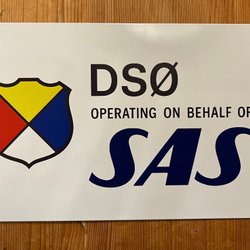 DSØ
OPERATING ON BEHALF OF
SAS